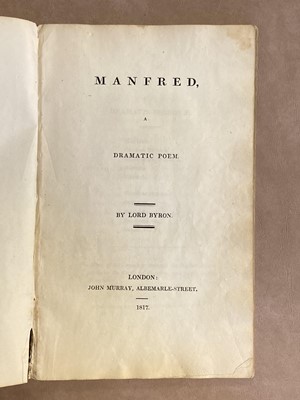 MANFRED,
A
DRAMATIC POEM.
BY LORD BYRON.
LONDON:
JOHN MURRAY, ALBEMARLE-STREET.
1817.